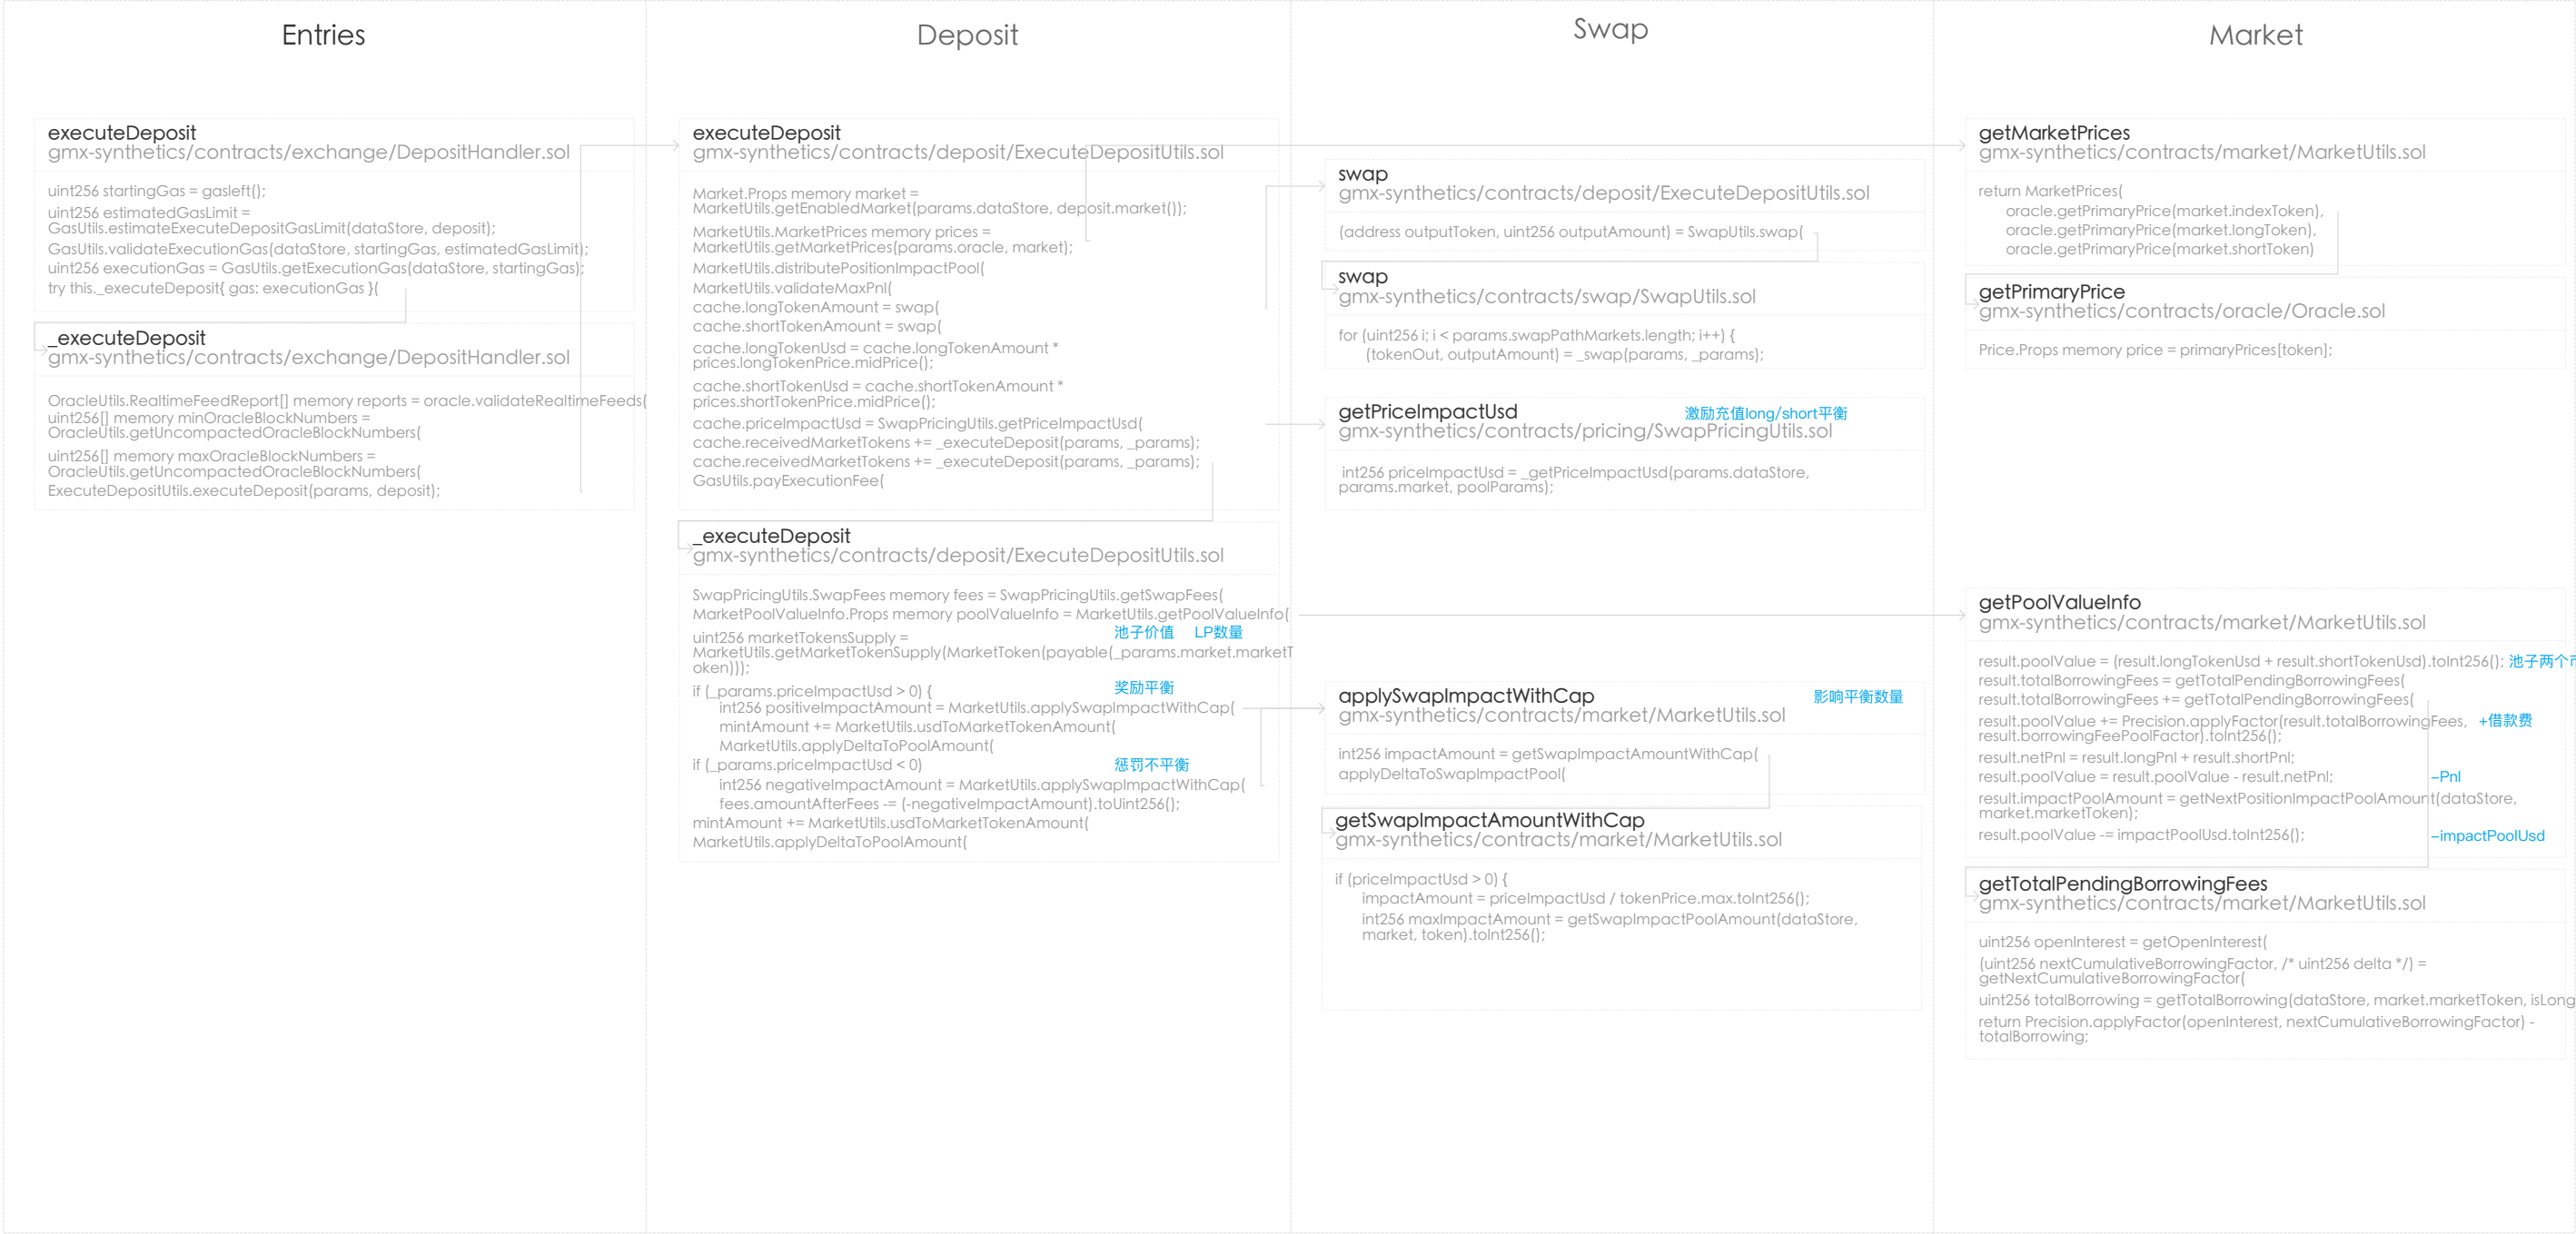 Entries
executeDeposit
gmx-synthetics/contracts/exchange/DepositHandler.sol
uint256 startingGas = gasleft();
uint256 estimatedGasLimit =
GasUtils.estimateExecuteDepositGasLimit(dataStore, deposit);
GasUtils.validateExecutionGas(dataStore, startingGas, estimatedGasLimit);
uint256 executionGas = GasUtils.getExecutionGas(dataStore, startingGas);
try this._executeDeposit{ gas: executionGas }(
_executeDeposit
gmx-synthetics/contracts/exchange/DepositHandler.sol
OracleUtils.RealtimeFeedReport[] memory reports = oracle.validateRealtimeFeeds(
uint256[] memory minOracleBlockNumbers =
OracleUtils.getUncompactedOracleBlockNumbers(
uint256[] memory maxOracleBlockNumbers =
OracleUtils.getUncompactedOracleBlockNumbers(
ExecuteDepositUtils.executeDeposit(params, deposit);
Deposit
executeDeposit
gmx-synthetics/contracts/deposit/ExecuteDepositUtils.sol
Market.Props memory market =
MarketUtils.getEnabledMarket(params.dataStore, deposit.market());
MarketUtils.MarketPrices memory prices =
MarketUtils.getMarketPrices(params.oracle, market);
MarketUtils.distributePositionImpactPool(
MarketUtils.validateMaxPnl(
cache.longTokenAmount = swap(
cache.shortTokenAmount = swap(
cache.longTokenUsd = cache.longTokenAmount *
prices.longTokenPrice.midPrice();
cache.shortTokenUsd = cache.shortTokenAmount *
prices.shortTokenPrice.midPrice();
cache.priceImpactUsd = SwapPricingUtils.getPriceImpactUsd(
cache.receivedMarketTokens += _executeDeposit(params, _params);
cache.receivedMarketTokens += _executeDeposit(params, _params);
GasUtils.payExecutionFee(
_executeDeposit
gmx-synthetics/contracts/deposit/ExecuteDepositUtils.sol
SwapPricingUtils.SwapFees memory fees = SwapPricingUtils.getSwapFees(
MarketPoolValueInfo.Props memory poolValueInfo = MarketUtils.getPoolValueInfo(
uint256 marketTokensSupply = 池子价值 LP数量
MarketUtils.getMarketTokenSupply(MarketToken(payable(_params.market.marketT
oken)));
if (_params.priceImpactUsd > 0) { 奖励平衡
int256 positiveImpactAmount = MarketUtils.applySwapImpactWithCap(
mintAmount += MarketUtils.usdToMarketTokenAmount(
MarketUtils.applyDeltaToPoolAmount(
if (_params.priceImpactUsd < 0) 惩罚不平衡
int256 negativeImpactAmount = MarketUtils.applySwapImpactWithCap(
fees.amountAfterFees -= (-negativeImpactAmount).toUint256();
mintAmount += MarketUtils.usdToMarketTokenAmount(
MarketUtils.applyDeltaToPoolAmount(
Swap
swap
gmx-synthetics/contracts/deposit/ExecuteDepositUtils.sol
(address outputToken, uint256 outputAmount) = SwapUtils.swap(
swap
gmx-synthetics/contracts/swap/SwapUtils.sol
for (uint256 i; i < params.swapPathMarkets.length; i++) {
(tokenOut, outputAmount) = _swap(params, _params);
getPriceImpactUsd 激励充值long/short平衡
gmx-synthetics/contracts/pricing/SwapPricingUtils.sol
int256 priceImpactUsd = _getPriceImpactUsd(params.dataStore,
params.market, poolParams);
applySwapImpactWithCap 影响平衡数量
gmx-synthetics/contracts/market/MarketUtils.sol
int256 impactAmount = getSwapImpactAmountWithCap(
applyDeltaToSwapImpactPool(
getSwapImpactAmountWithCap
gmx-synthetics/contracts/market/MarketUtils.sol
if (priceImpactUsd > 0) {
impactAmount = priceImpactUsd / tokenPrice.max.toInt256();
int256 maxImpactAmount = getSwapImpactPoolAmount(dataStore,
market, token).toInt256();
Market
getMarketPrices
gmx-synthetics/contracts/market/MarketUtils.sol
return MarketPrices(
oracle.getPrimaryPrice(market.indexToken),
oracle.getPrimaryPrice(market.longToken),
oracle.getPrimaryPrice(market.shortToken)
getPrimaryPrice
gmx-synthetics/contracts/oracle/Oracle.sol
Price.Props memory price = primaryPrices[token];
getPoolValueInfo
gmx-synthetics/contracts/market/MarketUtils.sol
result.poolValue = (result.longTokenUsd + result.shortTokenUsd).toInt256(); 池子两个
result.totalBorrowingFees = getTotalPendingBorrowingFees(
result.totalBorrowingFees += getTotalPendingBorrowingFees(
result.poolValue += Precision.applyFactor(result.totalBorrowingFees, +借款费
result.borrowingFeePoolFactor).toInt256();
result.netPnl = result.longPnl + result.shortPnl;
result.poolValue = result.poolValue - result.netPnl; -Pnl
result.impactPoolAmount = getNextPositionImpactPoolAmount(dataStore,
market.marketToken);
result.poolValue -= impactPoolUsd.toInt256(); -impactPoolUsd
getTotalPendingBorrowingFees
gmx-synthetics/contracts/market/MarketUtils.sol
uint256 openInterest = getOpenInterest(
(uint256 nextCumulativeBorrowingFactor, /* uint256 delta */) =
getNextCumulativeBorrowingFactor(
uint256 totalBorrowing = getTotalBorrowing(dataStore, market.marketToken, isLong
return Precision.applyFactor(openInterest, nextCumulativeBorrowingFactor) -
totalBorrowing;